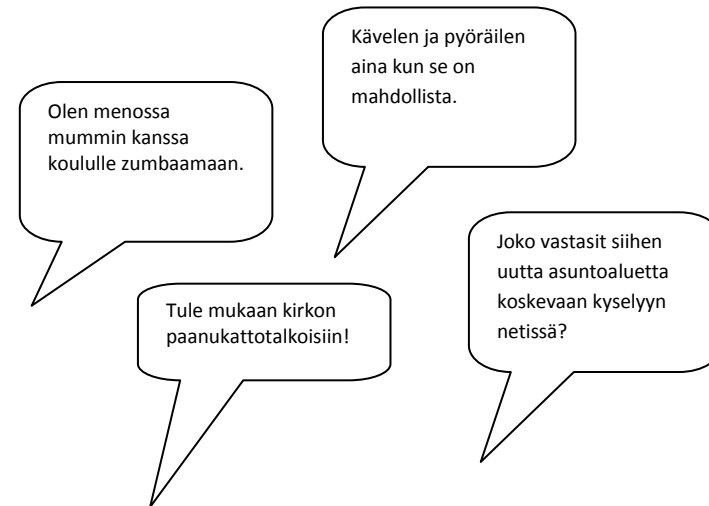 Kävelen ja pyöräilen
aina kun se on
mahdollista.
Olen menossa
mummin kanssa
koululle zumbaamaan.
Joko vastasit siihen
uutta asuntoaluetta
koskevaan kyselyyn
netissä?
Tule mukaan kirkon
paanukattotalkoisiin!